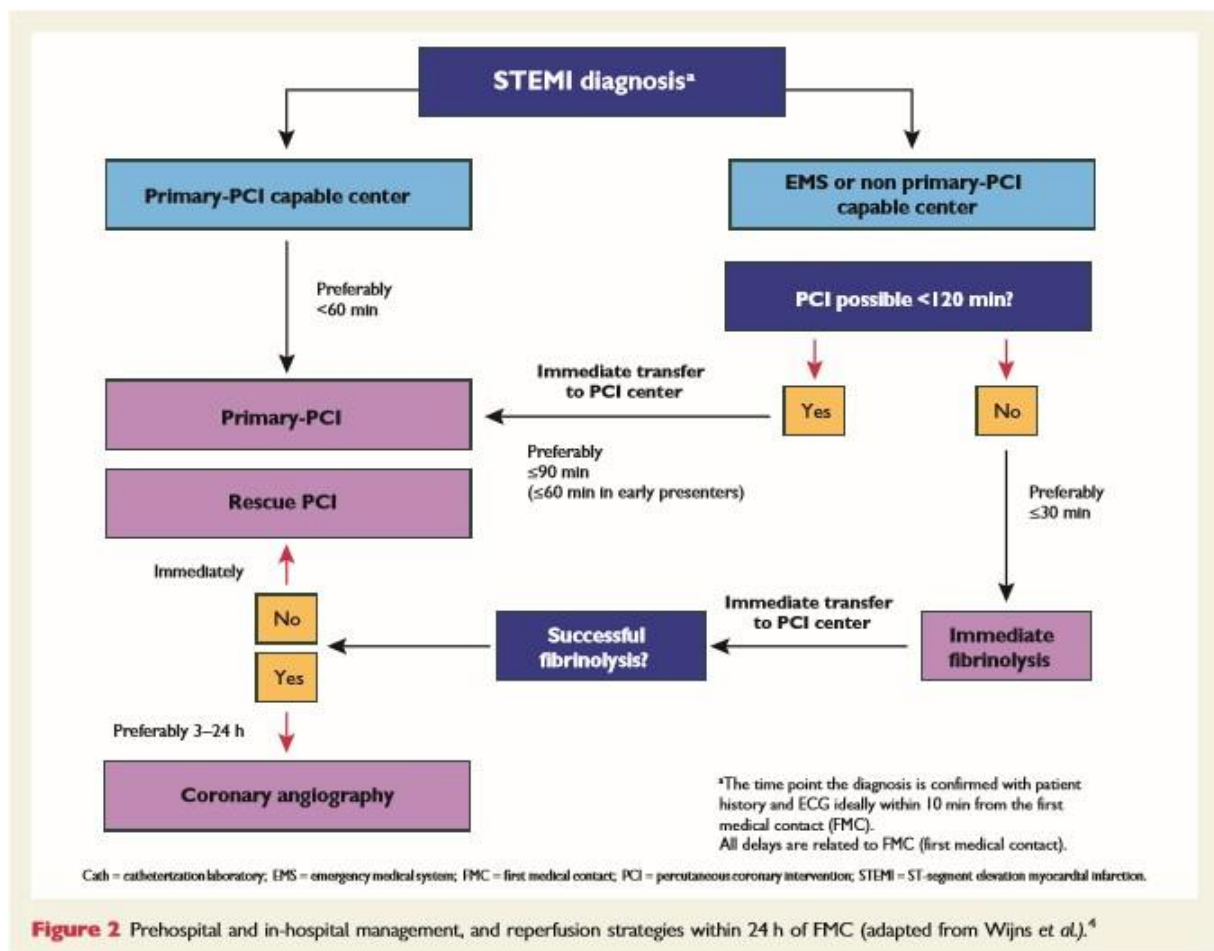 STEMI diagnosisᵃ
Primary-PCI capable center
EMS or non primary-PCI
capable center
Preferably
<60 min
PCI possible <120 min?
Immediate transfer
to PCI center
Yes
No
Primary-PCI
Preferably
≤90 min
(≤60 min in early presenters)
Preferably
≤30 min
Rescue PCI
Immediately
No
Yes
Successful
fibrinolysis?
Immediate transfer
to PCI center
Immediate
fibrinolysis
Preferably 3–24 h
Coronary angiography
ᵃThe time point the diagnosis is confirmed with patient
history and ECG ideally within 10 min from the first
medical contact (FMC).
All delays are related to FMC (first medical contact).
Cath = catheterization laboratory; EMS = emergency medical system; FMC = first medical contact; PCI = percutaneous coronary intervention; STEMI = ST-segment elevation myocardial infarction.
Figure 2 Prehospital and in-hospital management, and reperfusion strategies within 24 h of FMC (adapted from Wijns et al.).⁴